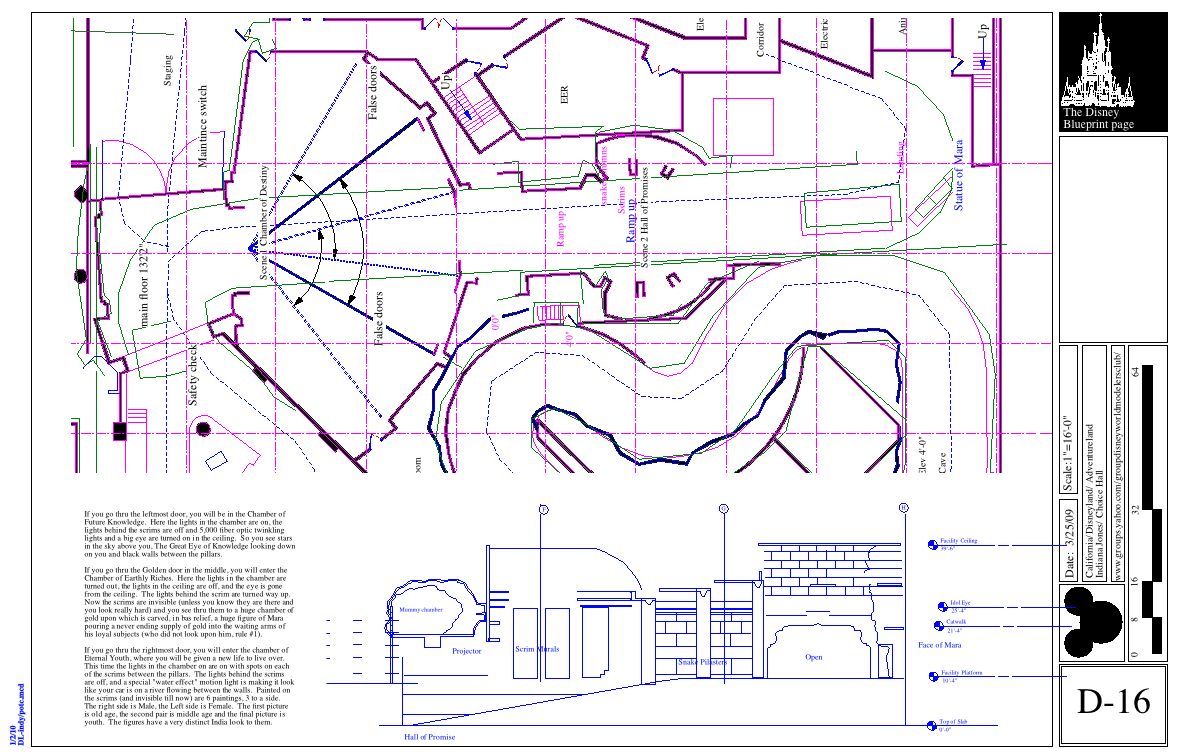 Staging
Maintince switch
False doors
Up
EER
Ele
Corridor
Electric
Ani
Up
Scene 1 Chamber of Destiny
main floor 132'2"
Ramp up
Scrims
Ramp up
Scene 2 Hall of Promises
Statue of Mara
False doors
Safety check
0'0"
4'0"
oom
Elev 4'-0"
Cave
The Disney
Blueprint page
If you go thru the leftmost door, you will be in the Chamber of
Future Knowledge. Here the lights in the chamber are on, the
lights behind the scrims are off and 5,000 fiber optic twinkling
lights and a big eye are turned on in the ceiling. So you see stars
in the sky above you, The Great Eye of Knowledge looking down
on you and black walls between the pillars.
If you go thru the Golden door in the middle, you will enter the
Chamber of Earthly Riches. Here the lights in the chamber are
turned out, the lights in the ceiling are off, and the eye is gone
from the ceiling. The lights behind the scrim are turned way up.
Now the scrims are invisible (unless you know they are there and
you look really hard) and you see thru them to a huge chamber of
gold upon which is carved, in bas relief, a huge figure of Mara
pouring a never ending supply of gold into the waiting arms of
his loyal subjects (who did not look upon him, rule #1).
If you go thru the rightmost door, you will enter the chamber of
Eternal Youth, where you will be given a new life to live over.
This time the lights in the chamber on are on with spots on each
of the scrims between the pillars. The lights behind the scrims
are off, and a special "water effect" motion light is making it look
like your car is on a river flowing between the walls. Painted on
the scrims (and invisible till now) are 6 paintings, 3 to a side.
The right side is Male, the Left side is Female. The first picture
is old age, the second pair is middle age and the final picture is
youth. The figures have a very distinct India look to them.
F
G
H
Mummy chamber
Projector
Scrim Murals
Snake Pilasters
Open
Hall of Promise
Facility Ceiling
39'-6"
Idol Eye
25'-4"
Catwalk
21'-4"
Face of Mara
Facility Platform
10'-4"
Top of Slab
0'-0"
Date: 3/25/09
Scale:1"=16'-0"
California/Disneyland/ Adventureland
Indiana Jones/ Choice Hall
www.groups.yahoo.com/groupdisneyworldmodelersclub/
0
8
16
32
64
D-16
1/2/10
DL-indy/potc.mcd